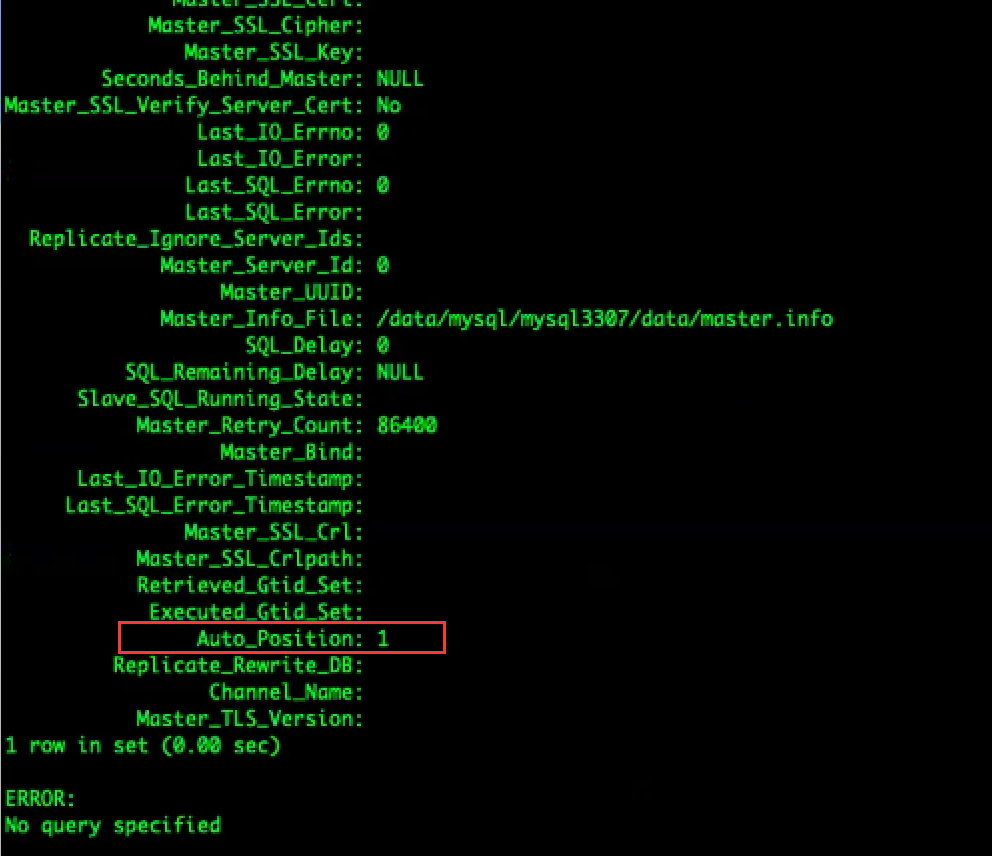 Master_SSL_Cert:
Master_SSL_Cipher:
Master_SSL_Key:
Seconds_Behind_Master: NULL
Master_SSL_Verify_Server_Cert: No
Last_IO_Errno: 0
Last_IO_Error:
Last_SQL_Errno: 0
Last_SQL_Error:
Replicate_Ignore_Server_Ids:
Master_Server_Id: 0
Master_UUID:
Master_Info_File: /data/mysql/mysql3307/data/master.info
SQL_Delay: 0
SQL_Remaining_Delay: NULL
Slave_SQL_Running_State:
Master_Retry_Count: 86400
Master_Bind:
Last_IO_Error_Timestamp:
Last_SQL_Error_Timestamp:
Master_SSL_Crl:
Master_SSL_Crlpath:
Retrieved_Gtid_Set:
Executed_Gtid_Set:
Auto_Position: 1
Replicate_Rewrite_DB:
Channel_Name:
Master_TLS_Version:
1 row in set (0.00 sec)
ERROR:
No query specified